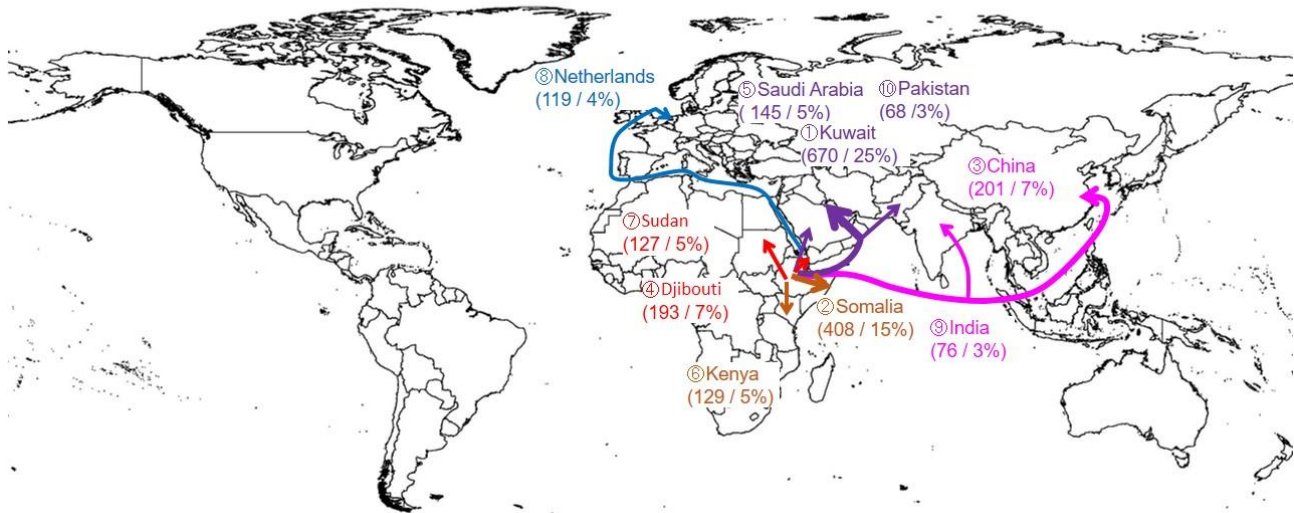 ⑧Netherlands
(119 / 4%)
⑤Saudi Arabia
( 145 / 5%)
⑩Pakistan
(68 /3%)
①Kuwait
(670 / 25%)
③China
(201 / 7%)
⑦Sudan
(127 / 5%)
④Djibouti
(193 / 7%)
②Somalia
(408 / 15%)
⑨India
(76 / 3%)
⑥Kenya
(129 / 5%)